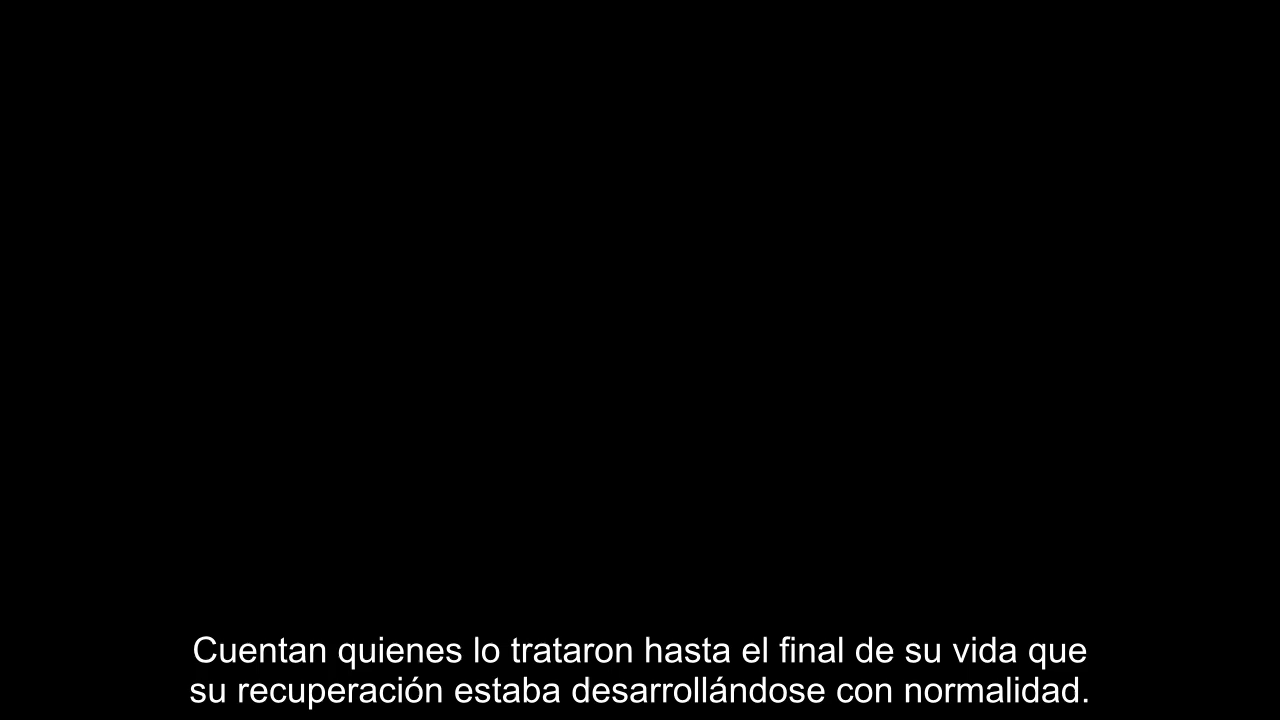 Cuentan quienes lo trataron hasta el final de su vida que
su recuperación estaba desarrollándose con normalidad.